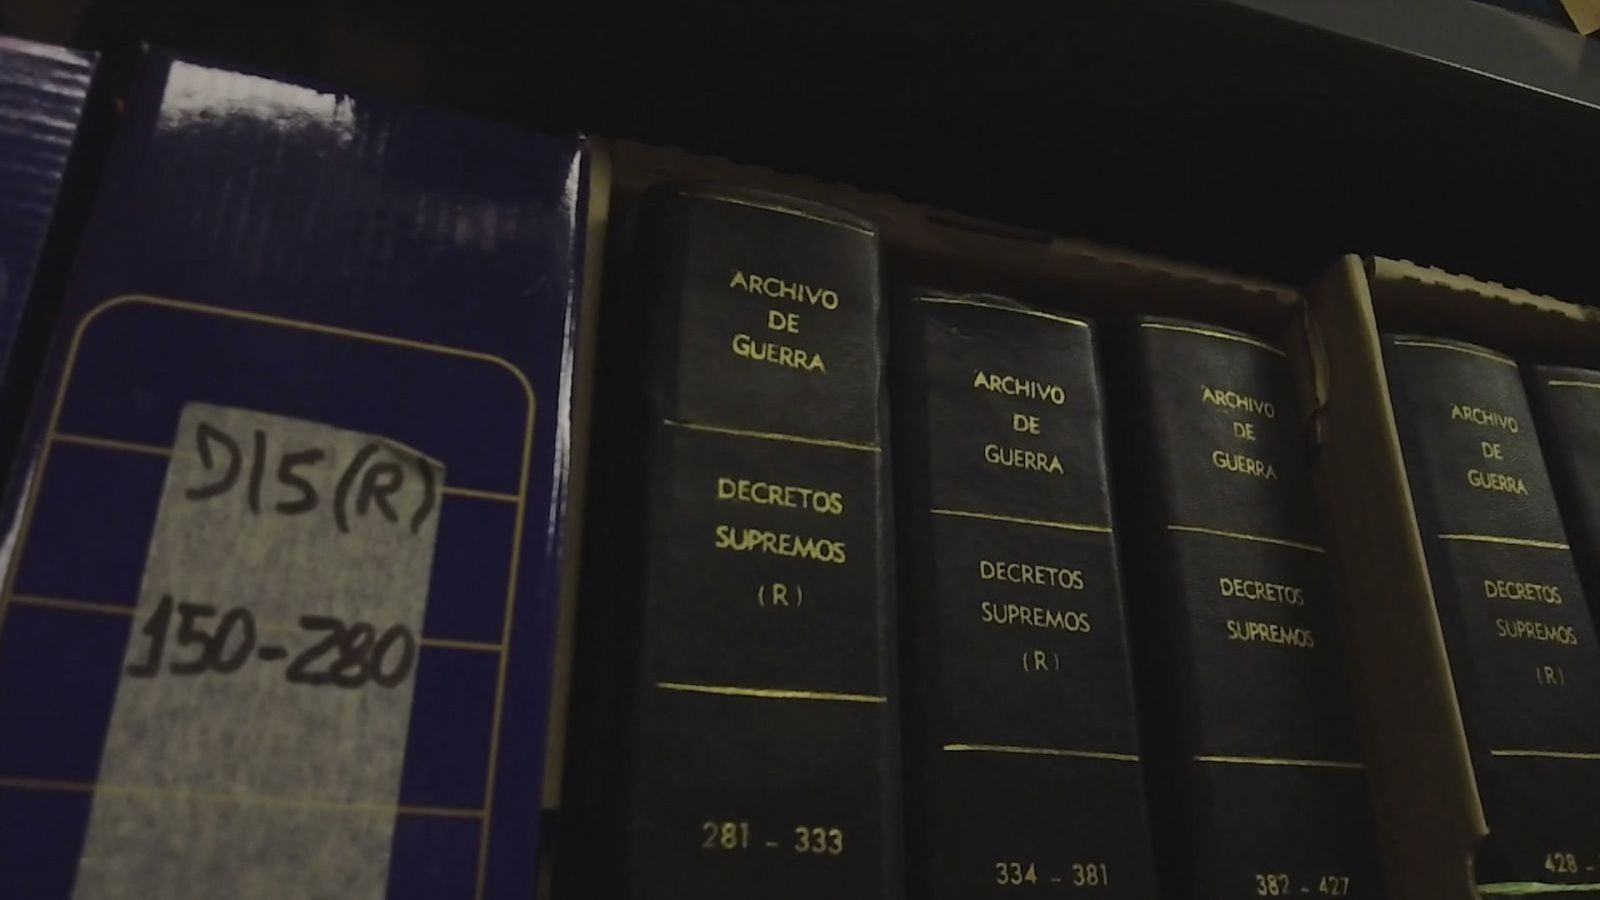 DIS(R)
150-280
ARCHIVO
DE
GUERRA
DECRETOS
SUPREMOS
(R)
281 - 333
ARCHIVO
DE
GUERRA
DECRETOS
SUPREMOS
(R)
334 - 381
ARCHIVO
DE
GUERRA
DECRETOS
SUPREMOS
382 - 427
ARCHIVO
DE
GUERRA
DECRETOS
SUPREMOS
(R)
428 -